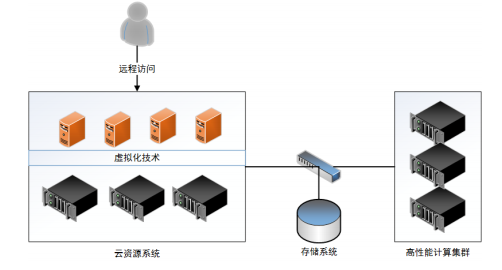 远程访问
虚拟化技术
云资源系统
存储系统
高性能计算集群